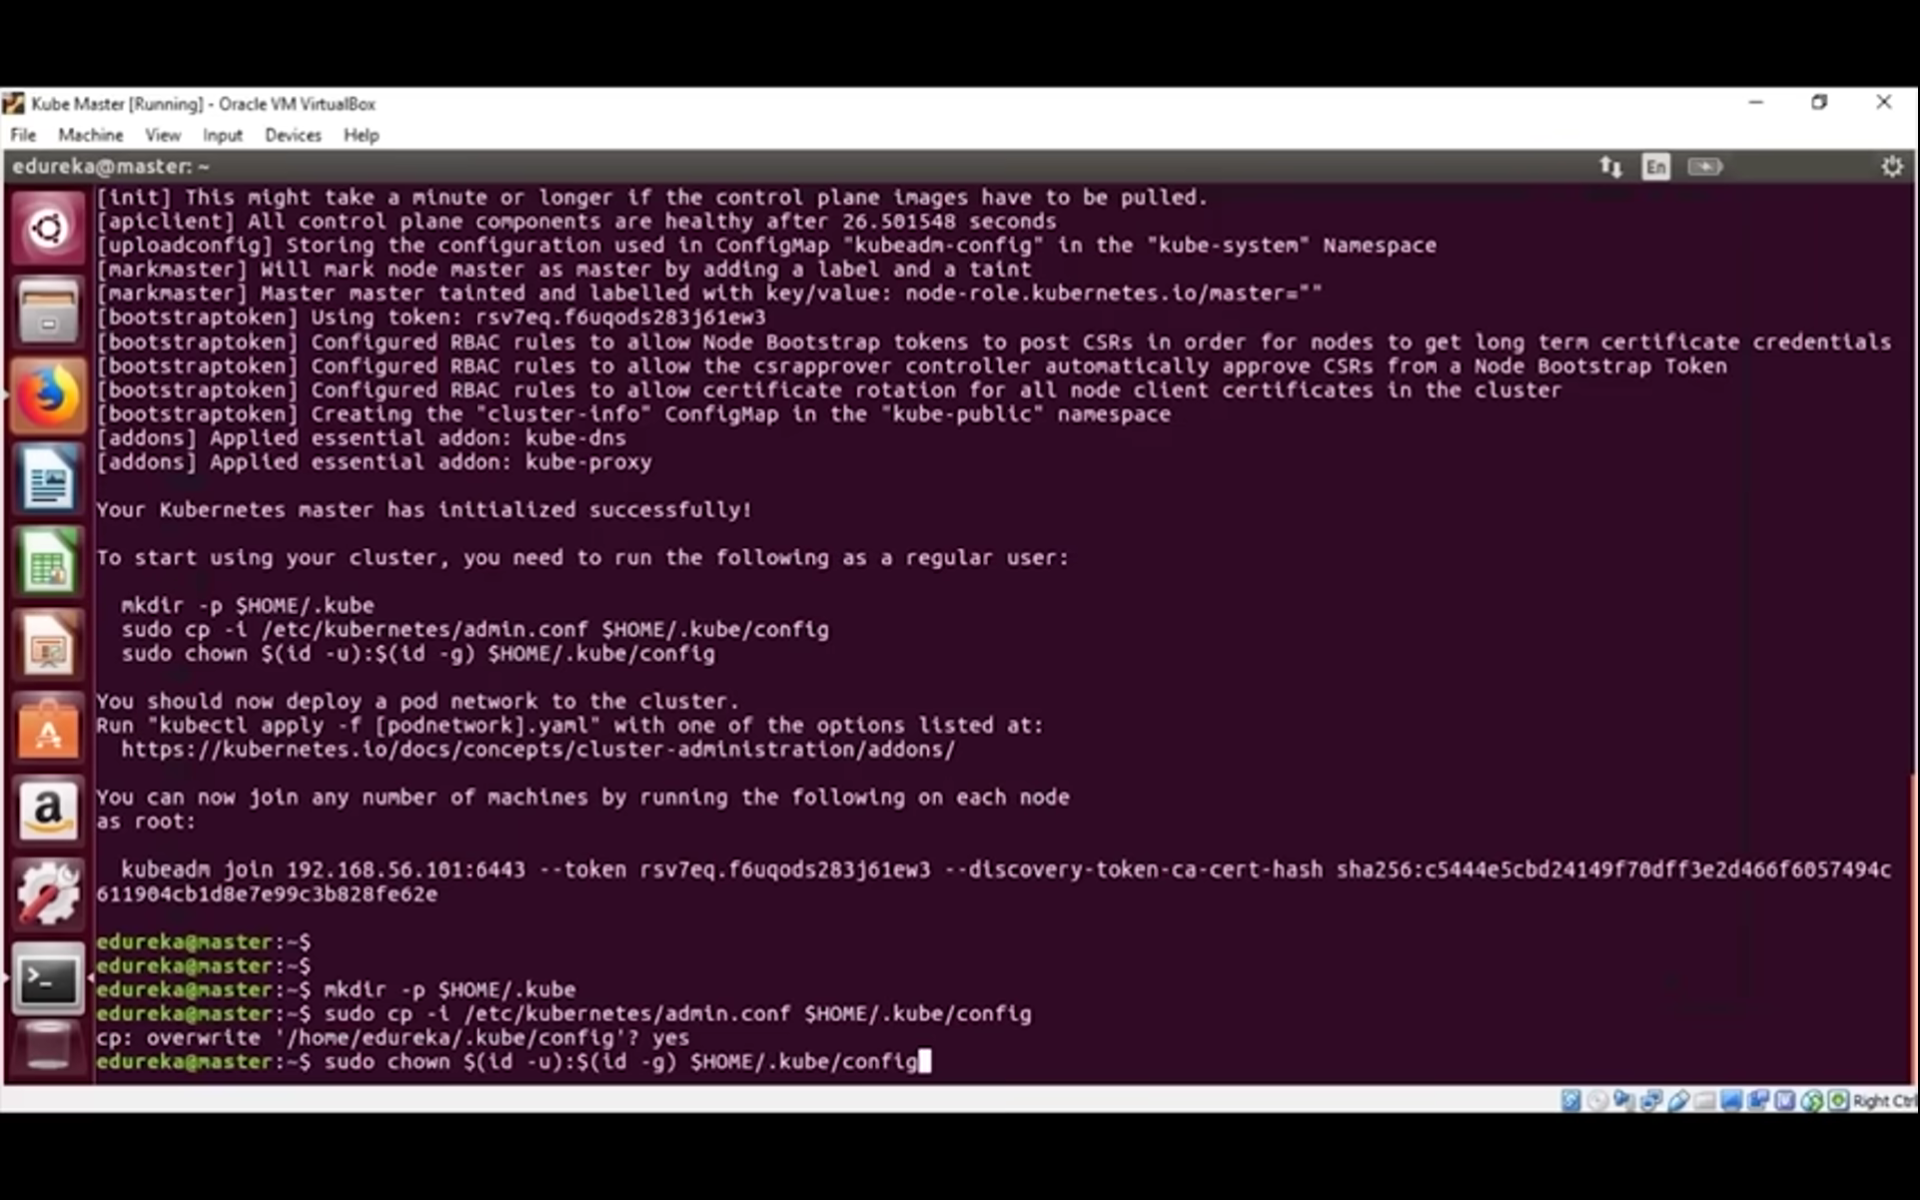 Kube Master [Running] - Oracle VM VirtualBox
File Machine View Input Devices Help
edureka@master: ~
En
[init] This might take a minute or longer if the control plane images have to be pulled.
[apiclient] All control plane components are healthy after 26.501548 seconds
[uploadconfig] Storing the configuration used in ConfigMap "kubeadm-config" in the "kube-system" Namespace
[markmaster] Will mark node master as master by adding a label and a taint
[markmaster] Master master tainted and labelled with key/value: node-role.kubernetes.io/master=""
[bootstraptoken] Using token: rsv7eq.f6uqods283j61ew3
[bootstraptoken] Configured RBAC rules to allow Node Bootstrap tokens to post CSRs in order for nodes to get long term certificate credentials
[bootstraptoken] Configured RBAC rules to allow the csrapprover controller automatically approve CSRs from a Node Bootstrap Token
[bootstraptoken] Configured RBAC rules to allow certificate rotation for all node client certificates in the cluster
[bootstraptoken] Creating the "cluster-info" ConfigMap in the "kube-public" namespace
[addons] Applied essential addon: kube-dns
[addons] Applied essential addon: kube-proxy
Your Kubernetes master has initialized successfully!
To start using your cluster, you need to run the following as a regular user:
mkdir -p $HOME/.kube
sudo cp -i /etc/kubernetes/admin.conf $HOME/.kube/config
sudo chown $(id -u):$(id -g) $HOME/.kube/config
You should now deploy a pod network to the cluster.
Run "kubectl apply -f [podnetwork].yaml" with one of the options listed at:
https://kubernetes.io/docs/concepts/cluster-administration/addons/
You can now join any number of machines by running the following on each node
as root:
kubeadm join 192.168.56.101:6443 --token rsv7eq.f6uqods283j61ew3 --discovery-token-ca-cert-hash sha256:c5444e5cbd24149f70dff3e2d466f6057494c
611904cb1d8e7e99c3b828fe62e
edureka@master:~$
edureka@master:~$
edureka@master:~$ mkdir -p $HOME/.kube
edureka@master:~$ sudo cp -i /etc/kubernetes/admin.conf $HOME/.kube/config
cp: overwrite '/home/edureka/.kube/config'? yes
edureka@master:~$ sudo chown $(id -u):$(id -g) $HOME/.kube/config
Right Ctrl